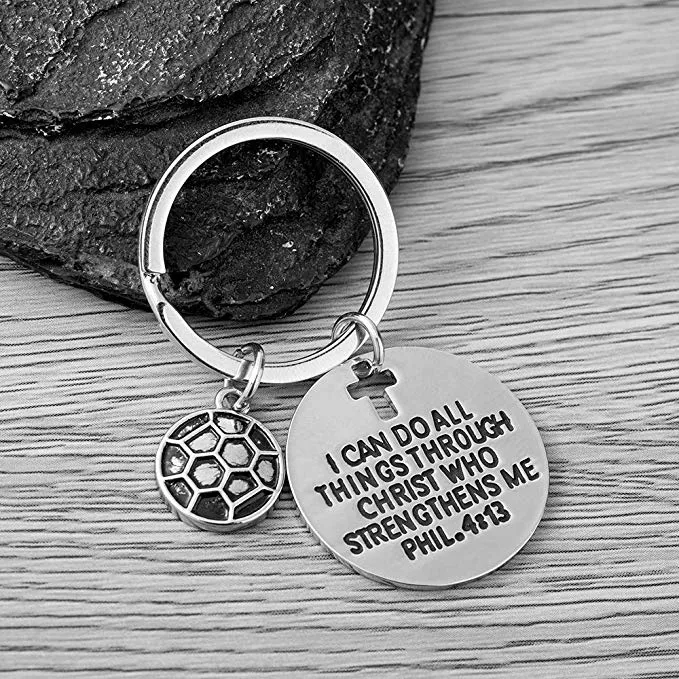 I CAN DO ALL
THINGS THROUGH
CHRIST WHO
STRENGTHENS ME
PHIL. 4:13